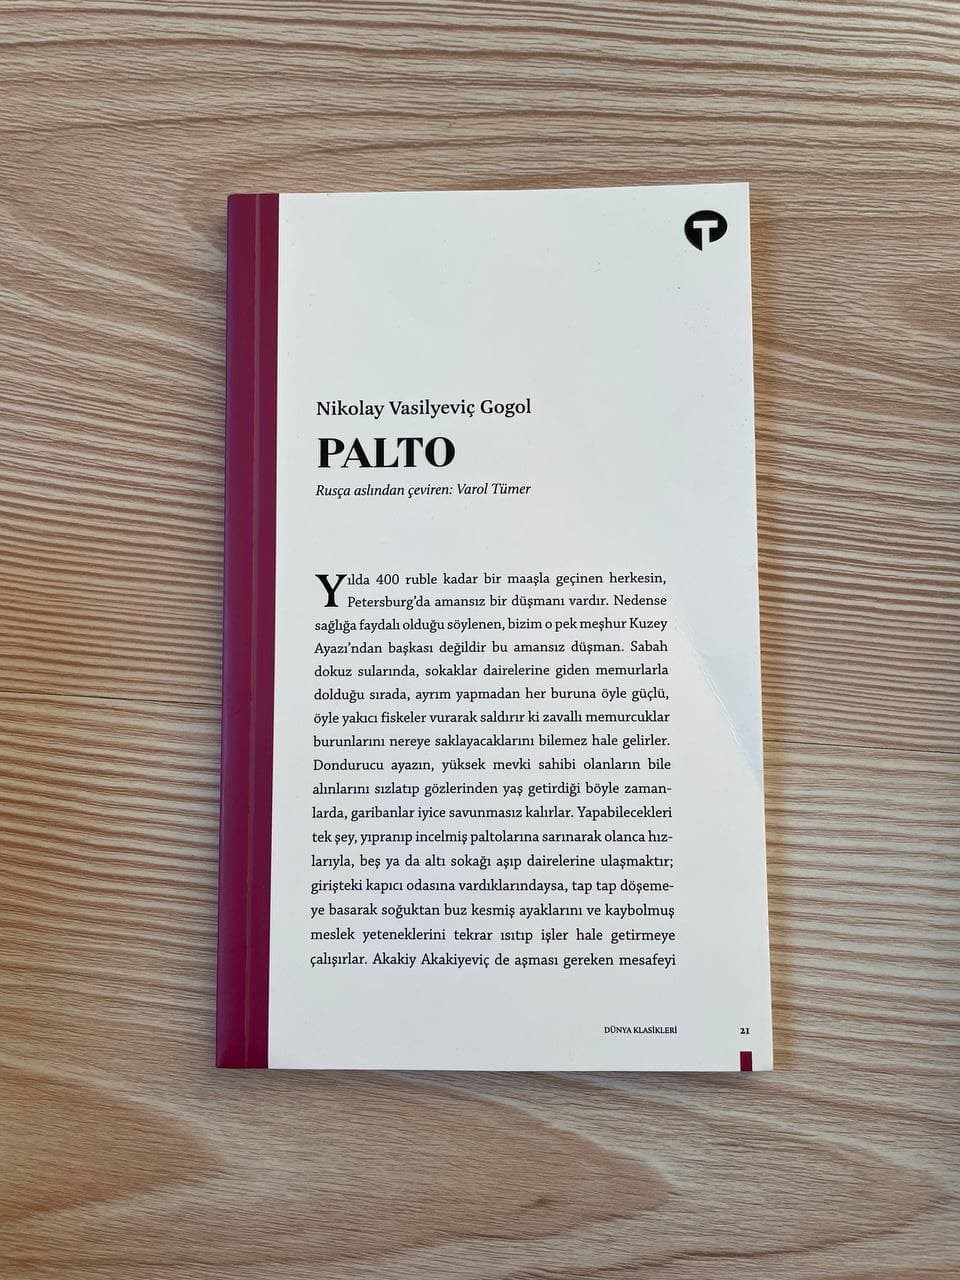 T
Nikolay Vasilyeviç Gogol
PALTO
Rusça aslından çeviren: Varol Tümer
Yılda 400 ruble kadar bir maaşla geçinen herkesin,
Petersburg’da amansız bir düşmanı vardır. Nedense
sağlığa faydalı olduğu söylenen, bizim o pek meşhur Kuzey
Ayazı’ndan başkası değildir bu amansız düşman. Sabah
dokuz sularında, sokaklar dairelerine giden memurlarla
dolduğu sırada, ayrım yapmadan her buruna öyle güçlü,
öyle yakıcı fiskeler vurarak saldırır ki zavallı memurcuklar
burunlarını nereye saklayacaklarını bilemez hale gelirler.
Dondurucu ayazın, yüksek mevki sahibi olanların bile
alınlarını sızlatıp gözlerinden yaş getirdiği böyle zaman-
larda, garibanlar iyice savunmasız kalırlar. Yapabilecekleri
tek şey, yıpranıp incelmiş paltolarına sarınarak olanca hız-
larıyla, beş ya da altı sokağı aşıp dairelerine ulaşmaktır;
girişteki kapıcı odasına vardıklarındaysa, tap tap döşeme-
ye basarak soğuktan buz kesmiş ayaklarını ve kaybolmuş
meslek yeteneklerini tekrar ısıtıp işler hale getirmeye
çalışırlar. Akakiy Akakiyeviç de aşması gereken mesafeyi
DÜNYA KLASİKLERİ 21